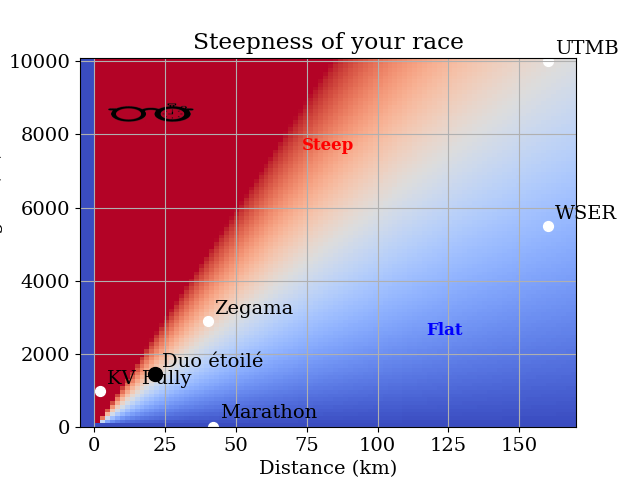 Steepness of your race
UTMB
10000
8000
Steep
6000
WSER
4000
Zegama
Flat
2000
Duo étoilé
KV Fully
Marathon
0
0 25 50 75 100 125 150
Distance (km)